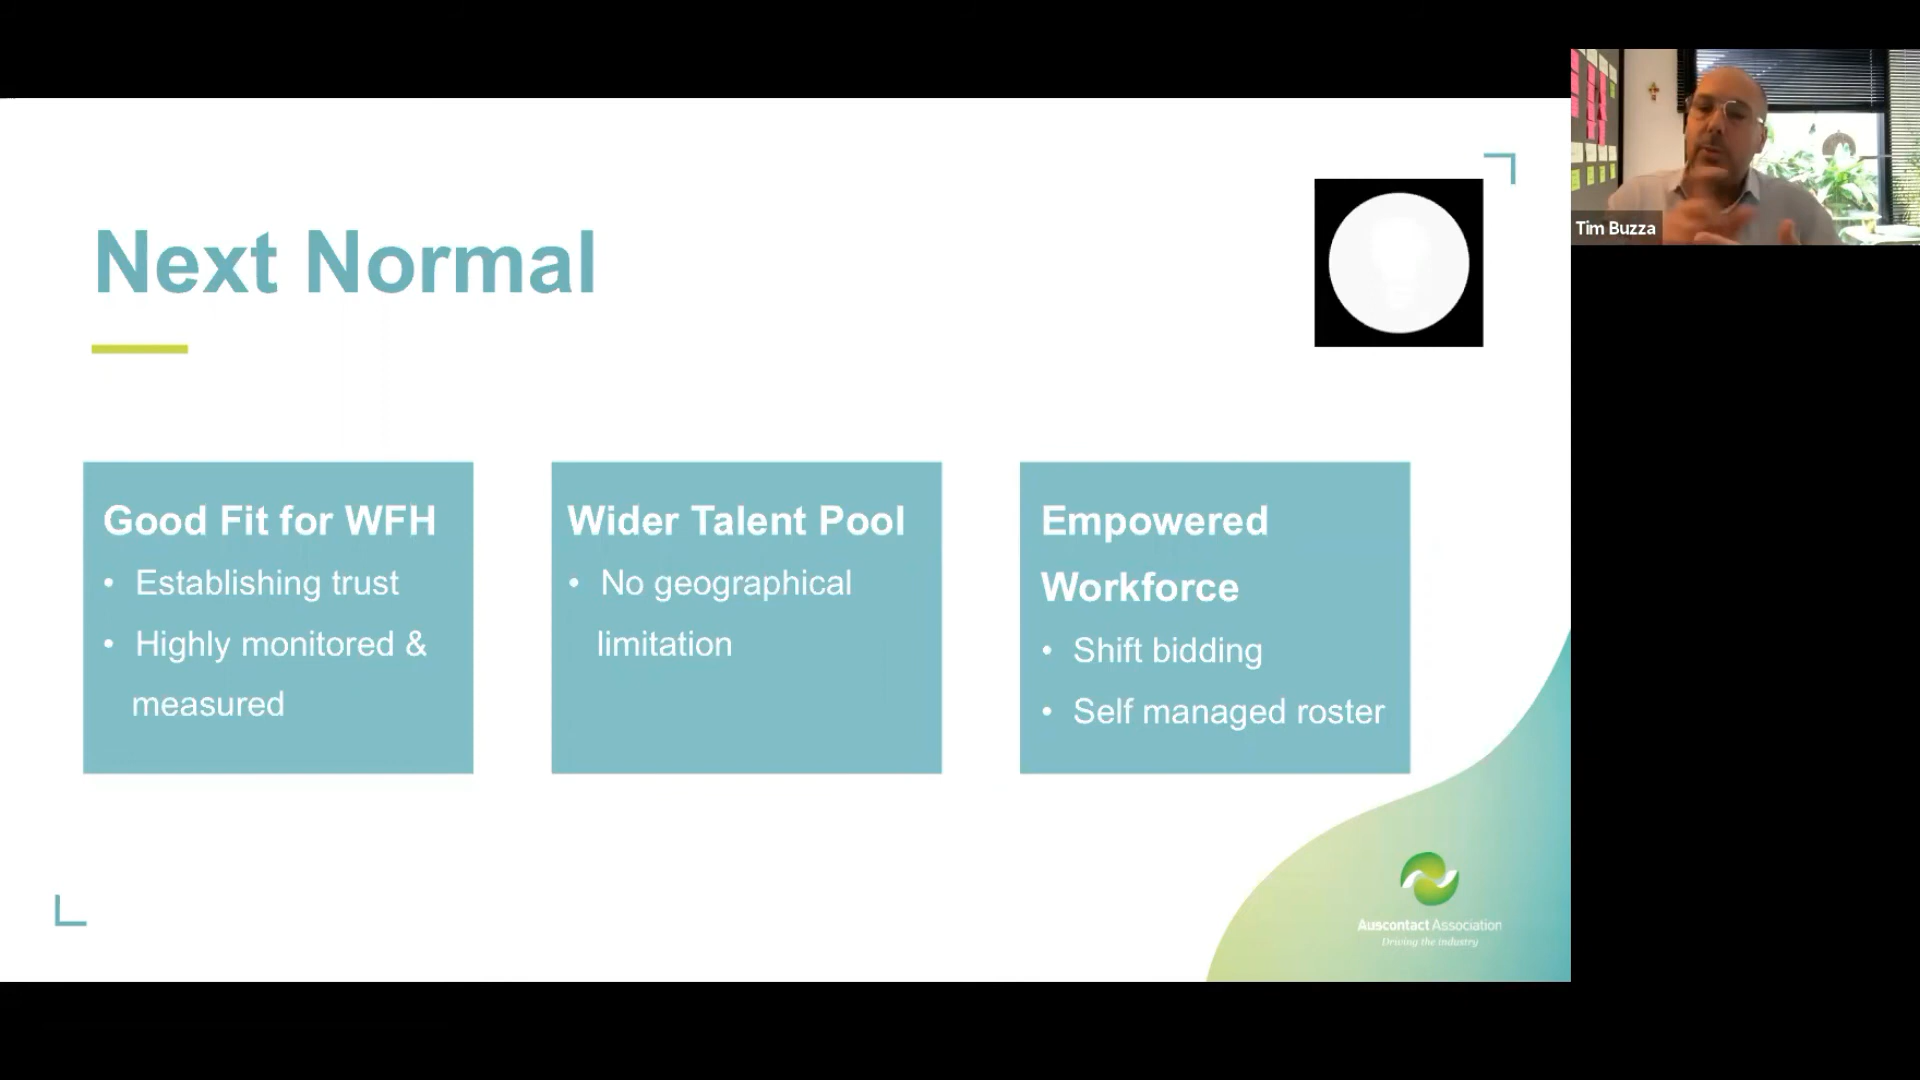 Next Normal
Good Fit for WFH
• Establishing trust
• Highly monitored &
measured
Wider Talent Pool
• No geographical
limitation
Empowered
Workforce
• Shift bidding
• Self managed roster
Auscontact Association
Driving the industry
Tim Buzza